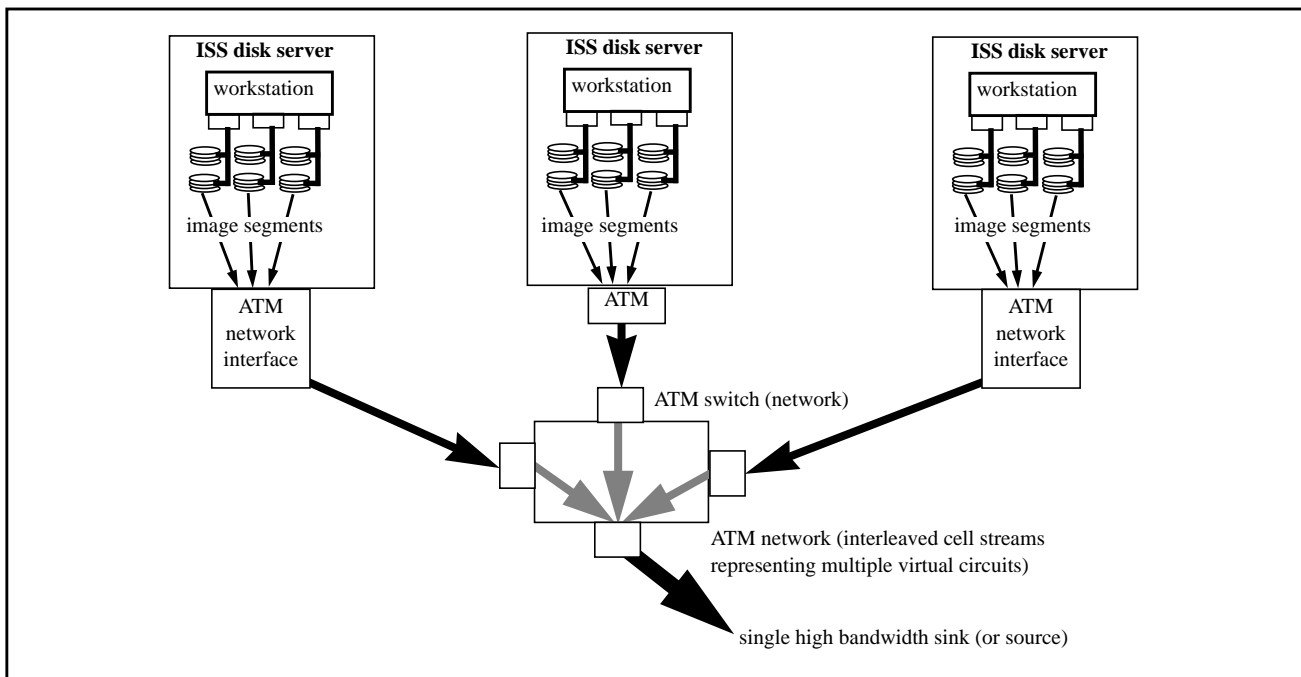 ISS disk server
workstation
image segments
ATM
network
interface
ISS disk server
workstation
image segments
ATM
ISS disk server
workstation
image segments
ATM
network
interface
ATM switch (network)
ATM network (interleaved cell streams
representing multiple virtual circuits)
single high bandwidth sink (or source)